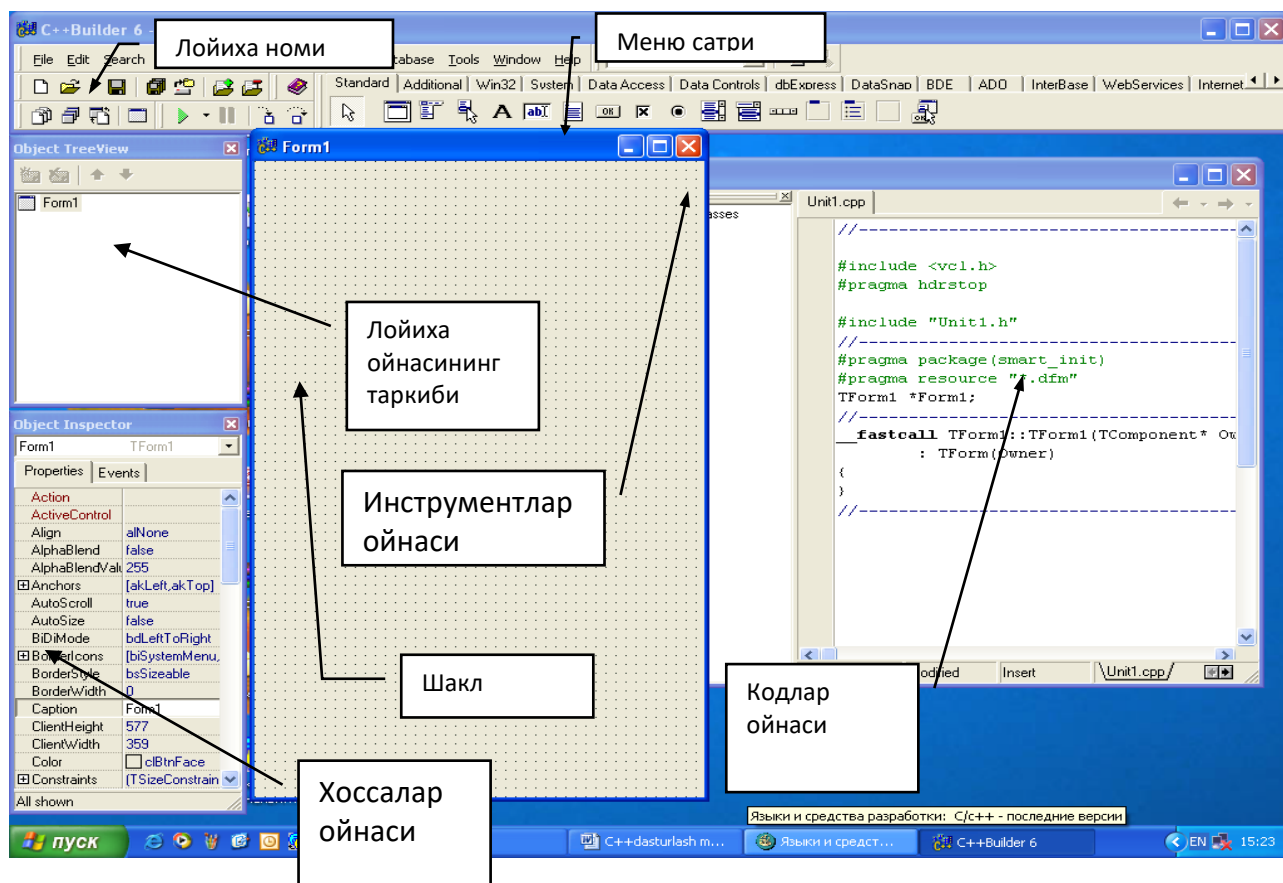 C++Builder 6 -
Лойиха номи
Меню сатри
File Edit Search
tabase Tools Window Help
Standard Additional Win32 System Data Access Data Controls dbExpress DataSnap BDE ADO InterBase WebServices Internet
Object TreeView
Form1
Form1
asses
Unit1.cpp
//--------------------------------------
#include <vcl.h>
#pragma hdrstop
#include "Unit1.h"
//--------------------------------------
#pragma package(smart_init)
#pragma resource "*.dfm"
TForm1 *Form1;
//--------------------------------------
__fastcall TForm1::TForm1(TComponent* Ow
: TForm(Owner)
{
}
//--------------------------------------
odified Insert \Unit1.cpp/
Лойиха
ойнасининг
таркиби
Инструментлар
ойнаси
Шакл
Кодлар
ойнаси
Хоссалар
ойнаси
Object Inspector
Form1 TForm1
Properties Events
Action
ActiveControl
Align alNone
AlphaBlend false
AlphaBlendValu 255
Anchors [akLeft,akTop]
AutoScroll true
AutoSize false
BiDiMode bdLeftToRight
BorderIcons [biSystemMenu,
BorderStyle bsSizeable
BorderWidth 0
Caption Form1
ClientHeight 577
ClientWidth 359
Color clBtnFace
Constraints (TSizeConstrain
All shown
Языки и средства разработки: C/c++ - последние версии
пуск
C++dasturlash m...
Языки и средст...
C++Builder 6
EN
15:23